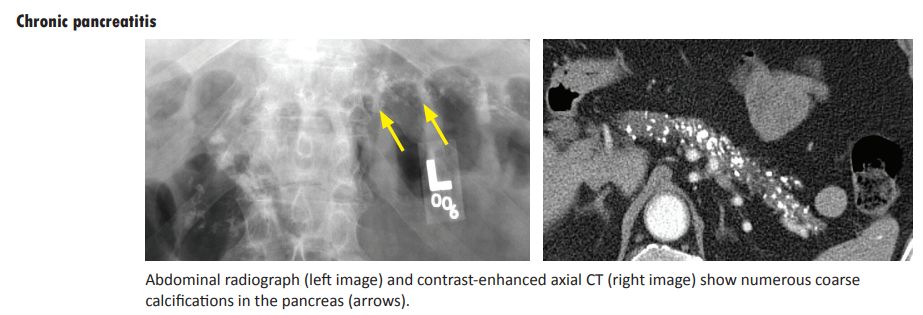 Chronic pancreatitis
L
006
Abdominal radiograph (left image) and contrast-enhanced axial CT (right image) show numerous coarse
calcifications in the pancreas (arrows).